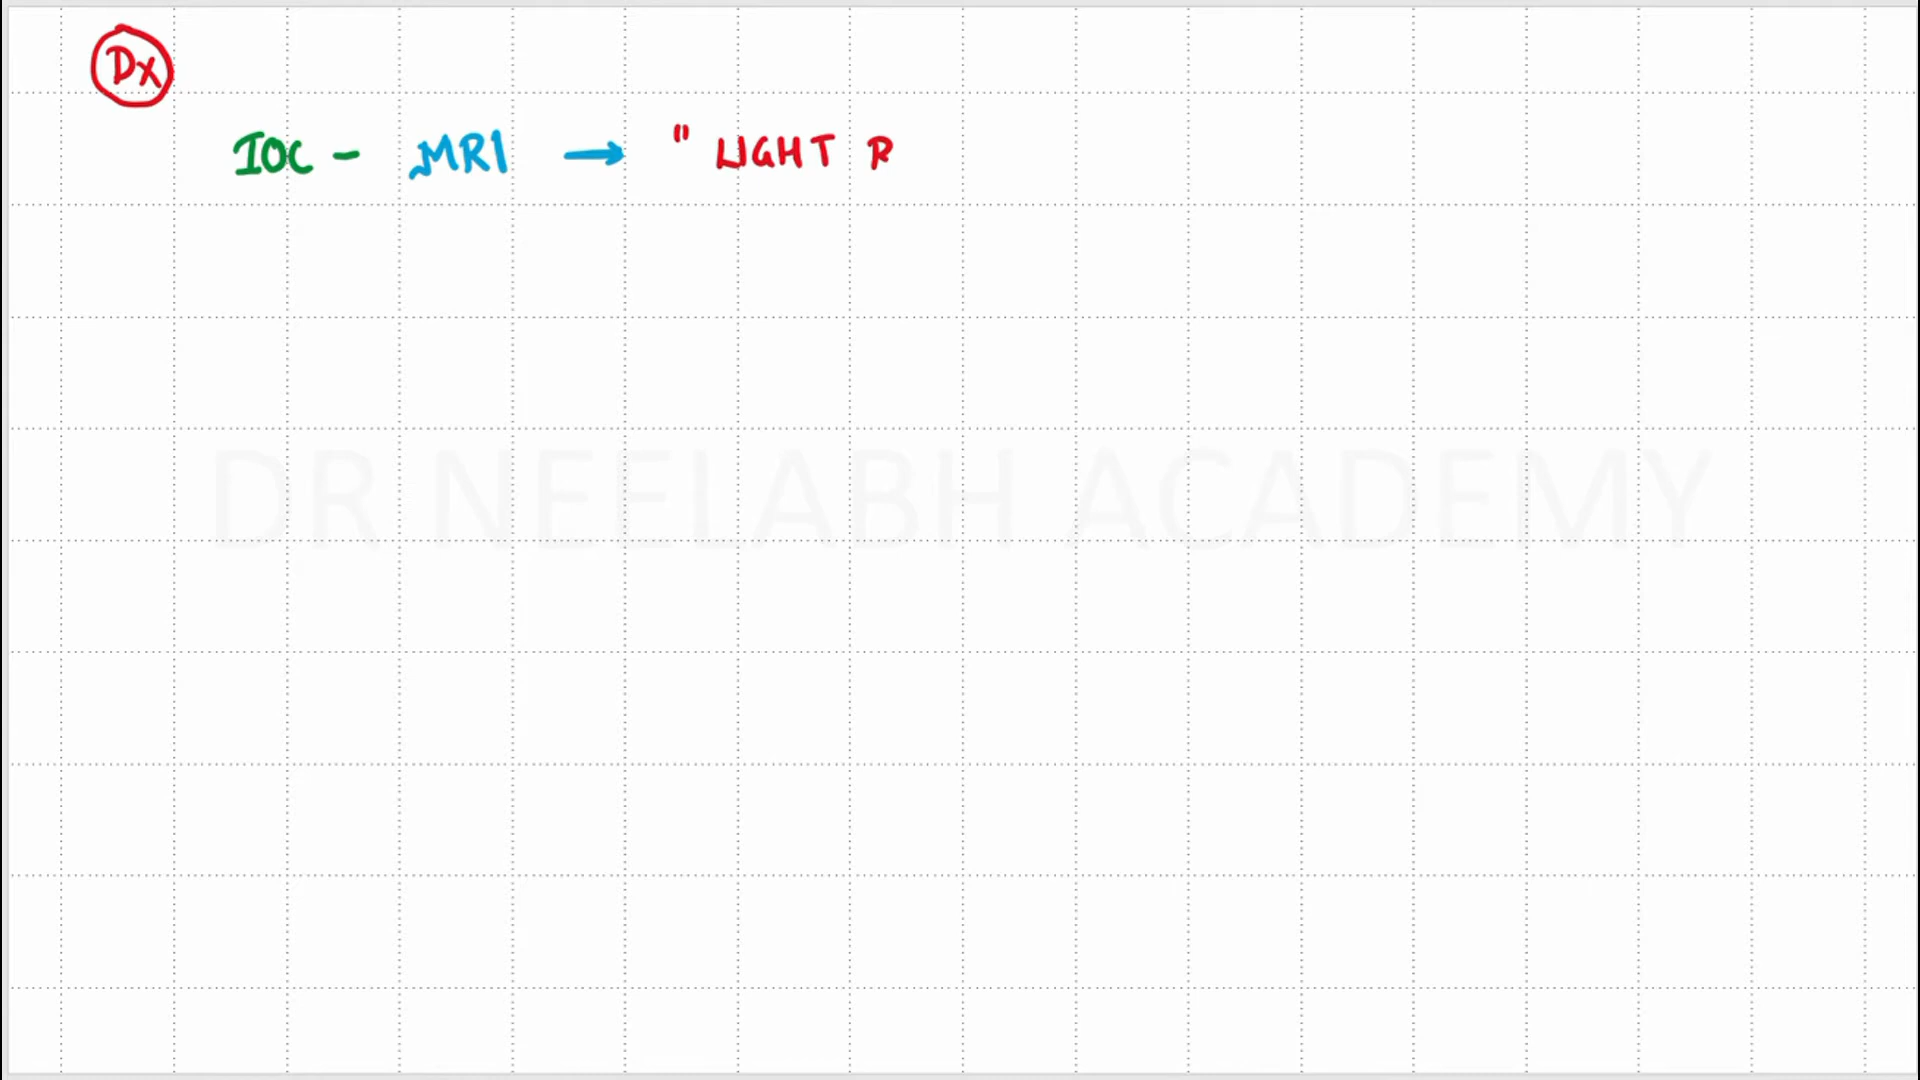 Dx
IOC - MRI → " LIGHT R
DR NEELABH ACADEMY